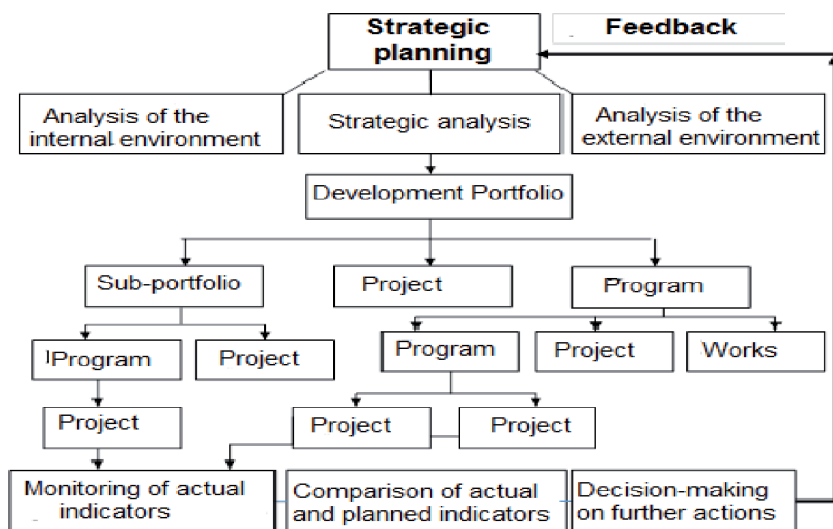 Strategic
planning
Feedback
Analysis of the
internal environment
Strategic analysis
Analysis of the
external environment
Development Portfolio
Sub-portfolio
Project
Program
Program
Project
Program
Project
Works
Project
Project
Project
Monitoring of actual
indicators
Comparison of actual
and planned indicators
Decision-making
on further actions